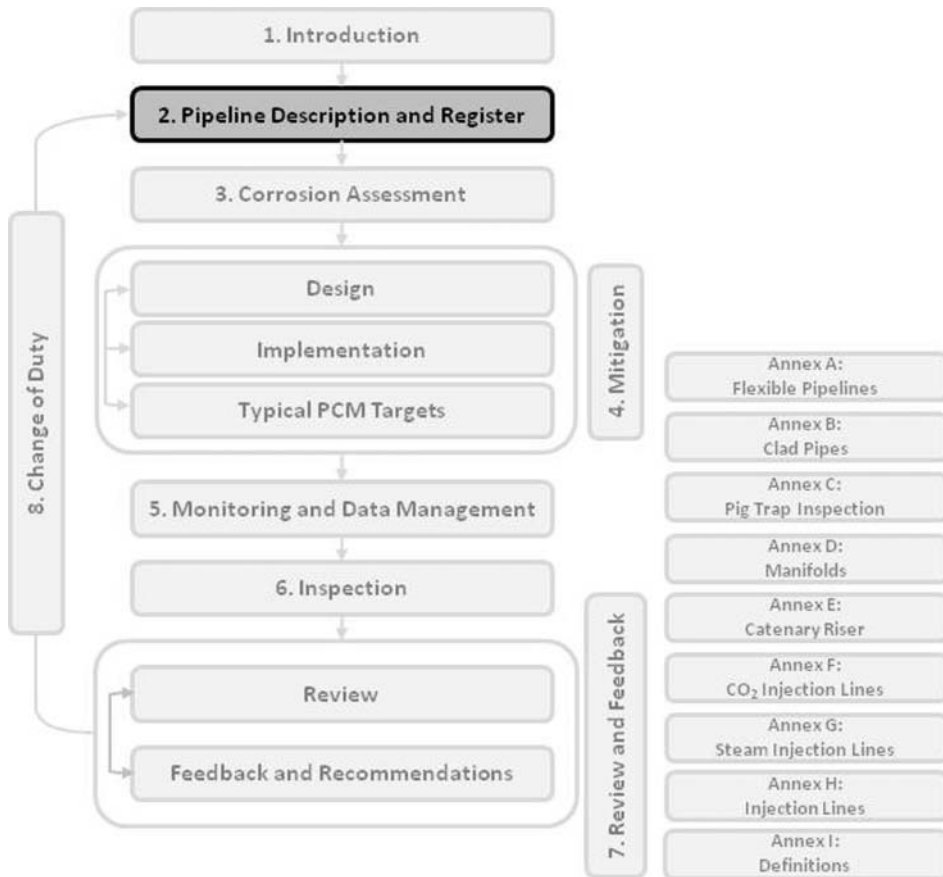 1. Introduction
2. Pipeline Description and Register
3. Corrosion Assessment
Design
Implementation
Typical PCM Targets
4. Mitigation
5. Monitoring and Data Management
6. Inspection
Review
Feedback and Recommendations
7. Review and Feedback
8. Change of Duty
Annex A:
Flexible Pipelines
Annex B:
Clad Pipes
Annex C:
Pig Trap Inspection
Annex D:
Manifolds
Annex E:
Catenary Riser
Annex F:
CO₂ Injection Lines
Annex G:
Steam Injection Lines
Annex H:
Injection Lines
Annex I:
Definitions